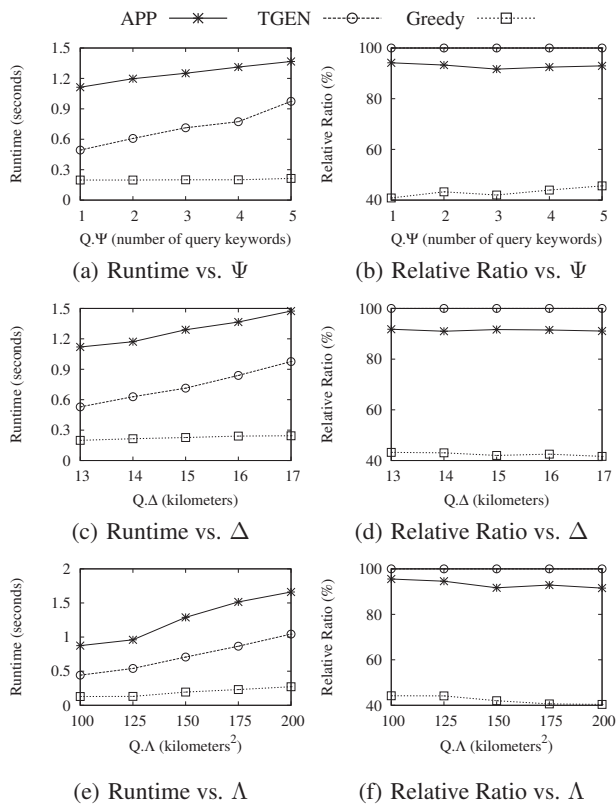 APP TGEN Greedy
Runtime (seconds)
1.5
1.2
0.9
0.6
0.3
0
1 2 3 4 5
Q.Ψ (number of query keywords)
(a) Runtime vs. Ψ
Relative Ratio (%)
100
80
60
40
1 2 3 4 5
Q.Ψ (number of query keywords)
(b) Relative Ratio vs. Ψ
Runtime (seconds)
1.5
1.2
0.9
0.6
0.3
0
13 14 15 16 17
Q.Δ (kilometers)
(c) Runtime vs. Δ
Relative Ratio (%)
100
80
60
40
13 14 15 16 17
Q.Δ (kilometers)
(d) Relative Ratio vs. Δ
Runtime (seconds)
2
1.5
1
0.5
0
100 125 150 175 200
Q.Λ (kilometers²)
(e) Runtime vs. Λ
Relative Ratio (%)
100
80
60
40
100 125 150 175 200
Q.Λ (kilometers²)
(f) Relative Ratio vs. Λ